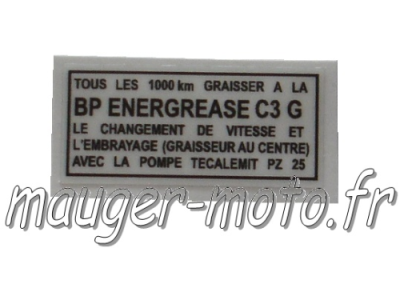 TOUS LES 1000 km GRAISSER A LA
BP ENERGREASE C3 G
LE CHANGEMENT DE VITESSE ET
L'EMBRAYAGE (GRAISSEUR AU CENTRE)
AVEC LA POMPE TECALEMIT PZ 25
mauger-moto.fr